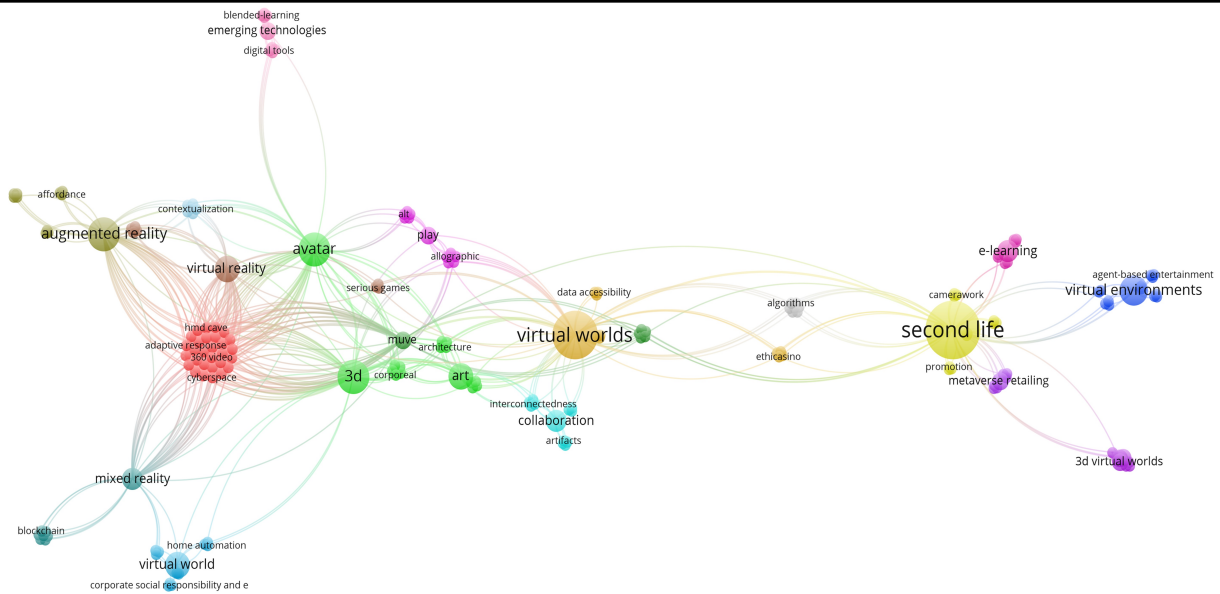 blended-learning
emerging technologies
digital tools
affordance
contextualization
augmented reality
alt
play
avatar
allographic
virtual reality
serious games
data accessibility
e-learning
agent-based entertainment
virtual environments
camerawork
algorithms
hmd cave
adaptive response
360 video
cyberspace
muve
architecture
virtual worlds
second life
ethicasino
3d
corporeal
art
promotion
metaverse retailing
interconnectedness
collaboration
artifacts
3d virtual worlds
mixed reality
blockchain
home automation
virtual world
corporate social responsibility and e